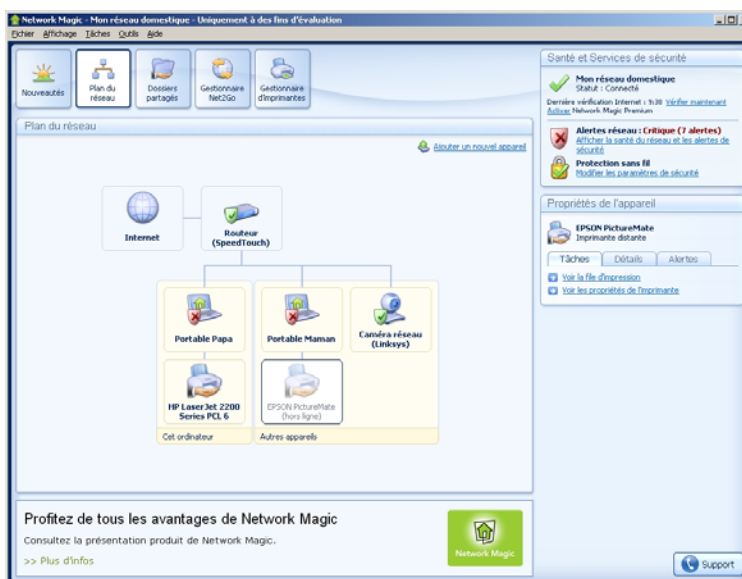 Network Magic - Mon réseau domestique - Uniquement à des fins d'évaluation
Fichier Affichage Tâches Outils Aide
Nouveautés
Plan du
réseau
Dossiers
partagés
Gestionnaire
Net2Go
Gestionnaire
d'imprimantes
Plan du réseau
Ajouter un nouvel appareil
Internet
Routeur
(SpeedTouch)
Portable Papa
Portable Maman
Caméra réseau
(Linksys)
HP LaserJet 2200
Series PCL 6
EPSON PictureMate
(hors ligne)
Cet ordinateur
Autres appareils
Profitez de tous les avantages de Network Magic
Consultez la présentation produit de Network Magic.
>> Plus d'infos
Network Magic
Santé et Services de sécurité
Mon réseau domestique
Statut : Connecté
Dernière vérification Internet : 9:30 Vérifier maintenant
Activer Network Magic Premium
Alertes réseau : Critique (7 alertes)
Afficher la santé du réseau et les alertes de
sécurité
Protection sans fil
Modifier les paramètres de sécurité
Propriétés de l'appareil
EPSON PictureMate
Imprimante distante
Tâches Détails Alertes
Voir la file d'impression
Voir les propriétés de l'imprimante
Support